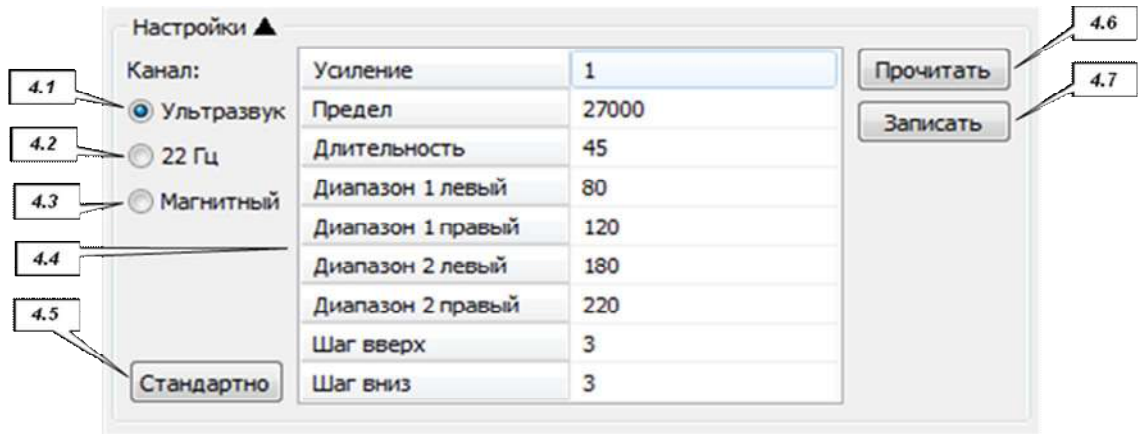 Настройки ▲
Канал:
4.1
Ультразвук
4.2
22 Гц
4.3
Магнитный
4.4
4.5
Стандартно
Усиление 1
Предел 27000
Длительность 45
Диапазон 1 левый 80
Диапазон 1 правый 120
Диапазон 2 левый 180
Диапазон 2 правый 220
Шаг вверх 3
Шаг вниз 3
4.6
Прочитать
4.7
Записать